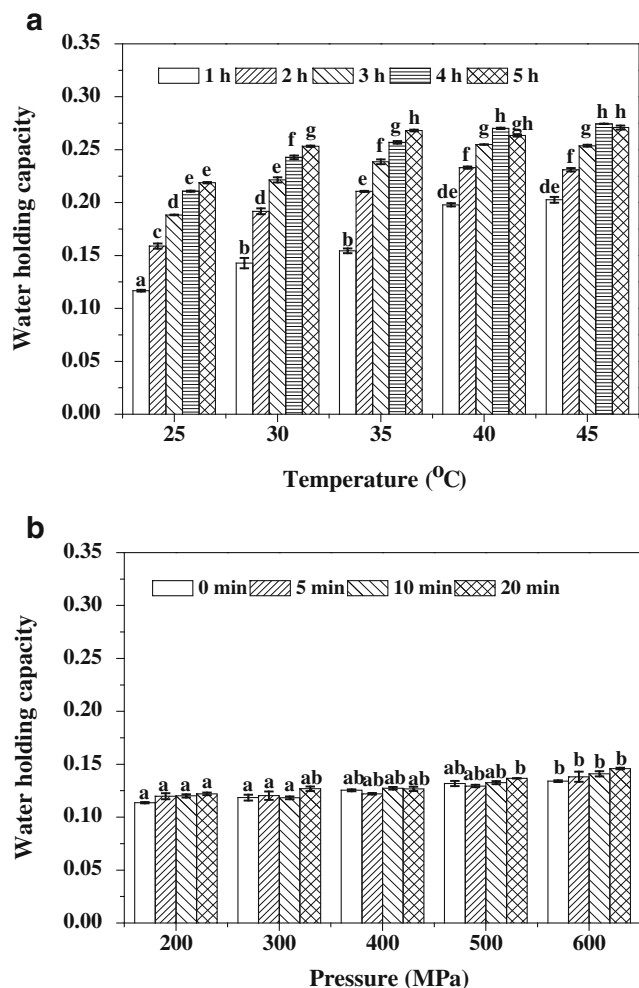 a
0.35
1 h 2 h 3 h 4 h 5 h
0.30
0.25
0.20
0.15
0.10
0.05
0.00
Water holding capacity
a c d e e
b d e f g
b e f g h
de f g h gh
de f g h h
25 30 35 40 45
Temperature (°C)
b
0.35
0 min 5 min 10 min 20 min
0.30
0.25
0.20
0.15
0.10
0.05
0.00
Water holding capacity
a a a a
a a a ab
ab ab ab ab
ab ab ab b
b b b b
200 300 400 500 600
Pressure (MPa)